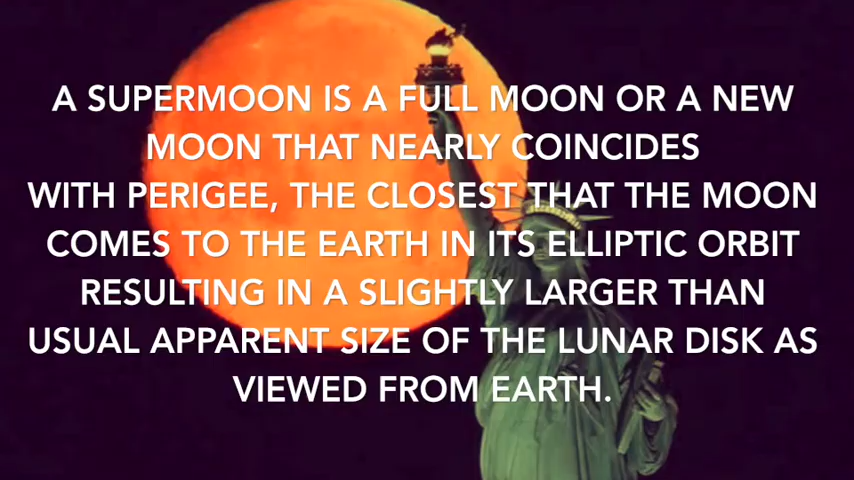 A SUPERMOON IS A FULL MOON OR A NEW
MOON THAT NEARLY COINCIDES
WITH PERIGEE, THE CLOSEST THAT THE MOON
COMES TO THE EARTH IN ITS ELLIPTIC ORBIT
RESULTING IN A SLIGHTLY LARGER THAN
USUAL APPARENT SIZE OF THE LUNAR DISK AS
VIEWED FROM EARTH.